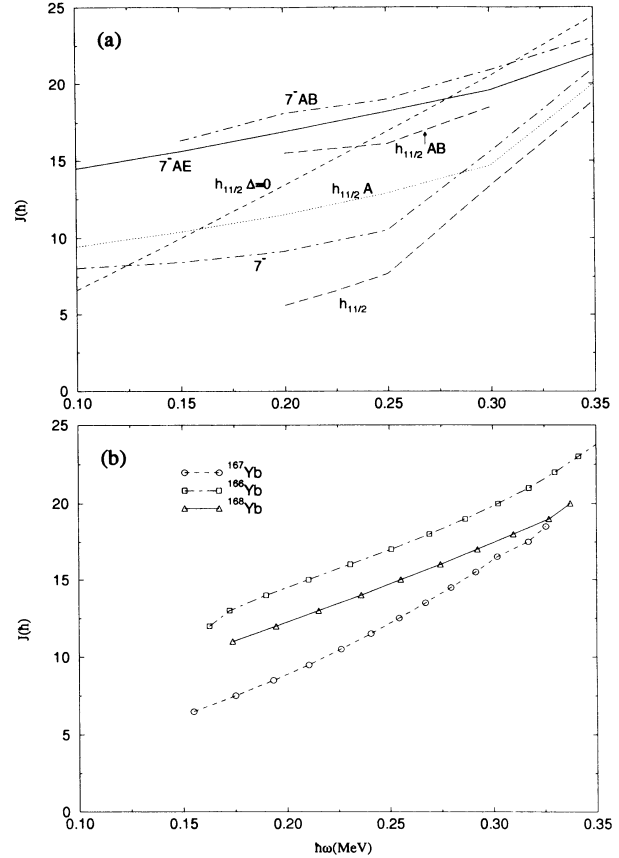 25
(a)
20
7⁻AB
7⁻AE
h11/2 AB
15
h11/2 Δ=0
h11/2 A
J(ħ)
10
7⁻
h11/2
5
0
0.10 0.15 0.20 0.25 0.30 0.35
25
(b)
¹⁶⁷Yb
¹⁶⁶Yb
¹⁶⁸Yb
20
15
J(ħ)
10
5
0
0.10 0.15 0.20 0.25 0.30 0.35
ħω(MeV)